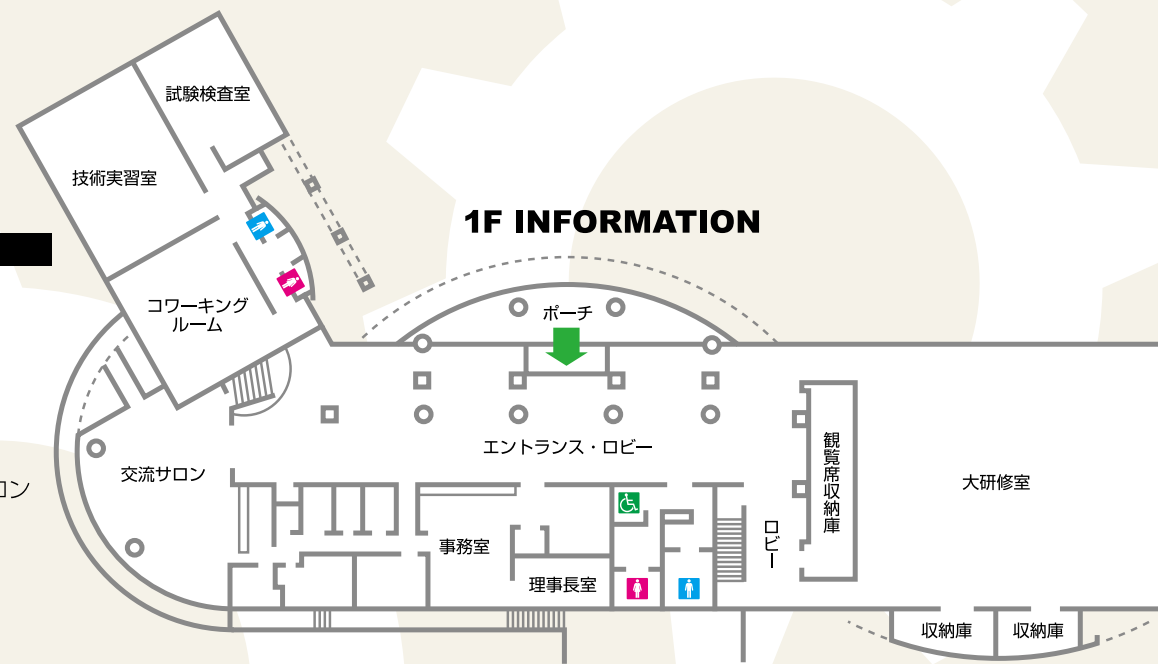 試験検査室
技術実習室
1F INFORMATION
コワーキング
ルーム
ポーチ
エントランス・ロビー
交流サロン
観覧席収納庫
大研修室
ロン
ロビー
事務室
理事長室
収納庫
収納庫